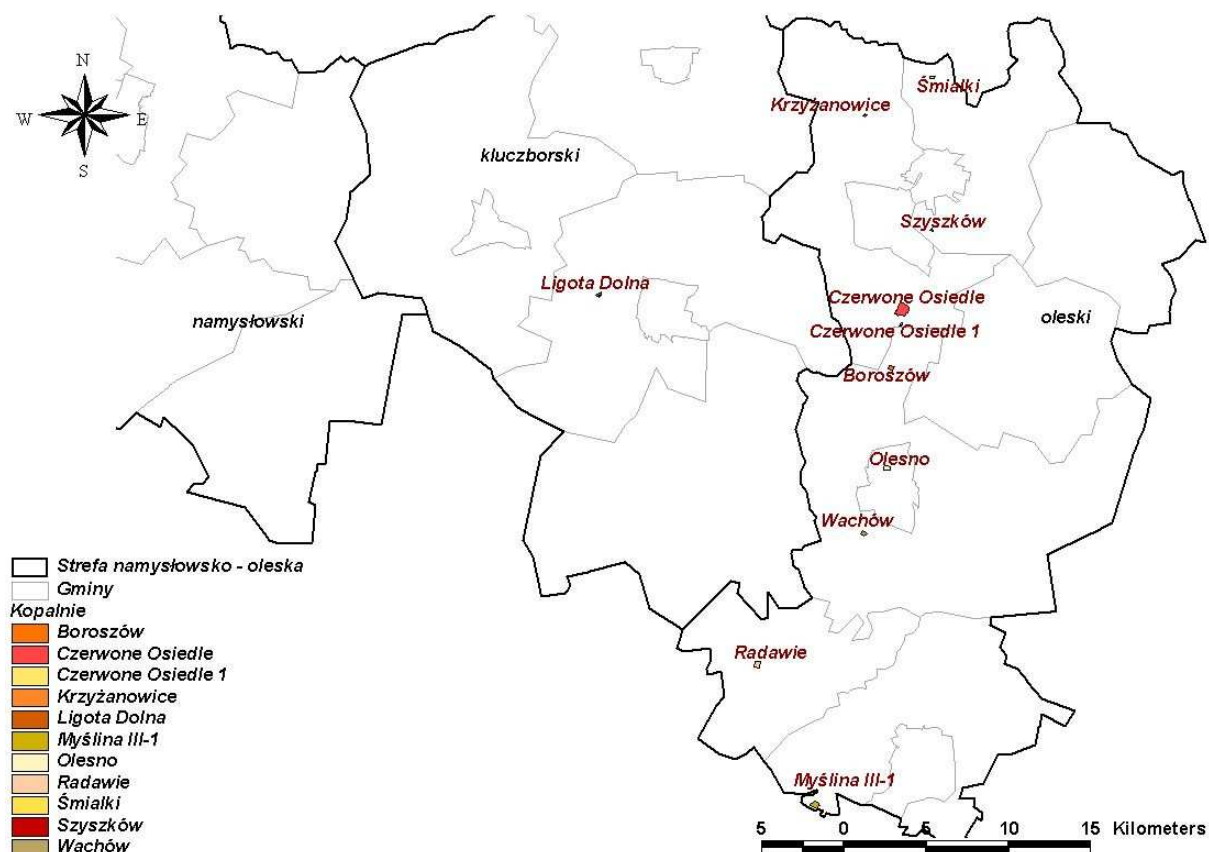 N
W E
S
Śmialki
Krzyżanowice
kluczborski
Szyszków
Ligota Dolna
Czerwone Osiedle
namysłowski
oleski
Czerwone Osiedle 1
Boroszów
Olesno
Wachów
Radawie
Myślina III-1
Strefa namysłowsko - oleska
Gminy
Kopalnie
Boroszów
Czerwone Osiedle
Czerwone Osiedle 1
Krzyżanowice
Ligota Dolna
Myślina III-1
Olesno
Radawie
Śmialki
Szyszków
Wachów
5 0 5 10 15 Kilometers